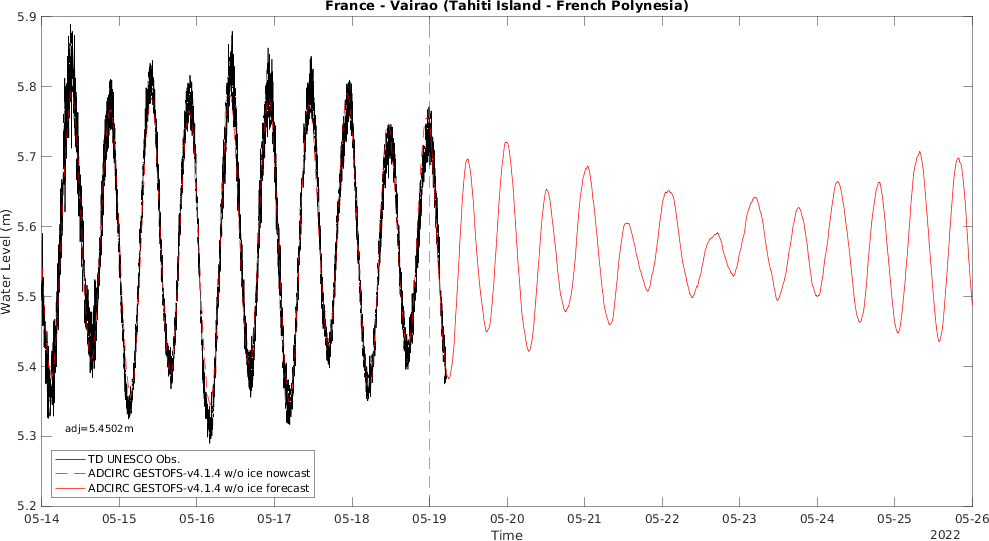 France - Vairao (Tahiti Island - French Polynesia)
5.9
5.8
5.7
5.6
5.5
5.4
5.3
5.2
Water Level (m)
adj=5.4502m
TD UNESCO Obs.
ADCIRC GESTOFS-v4.1.4 w/o ice nowcast
ADCIRC GESTOFS-v4.1.4 w/o ice forecast
05-14 05-15 05-16 05-17 05-18 05-19 05-20 05-21 05-22 05-23 05-24 05-25 05-26
Time
2022